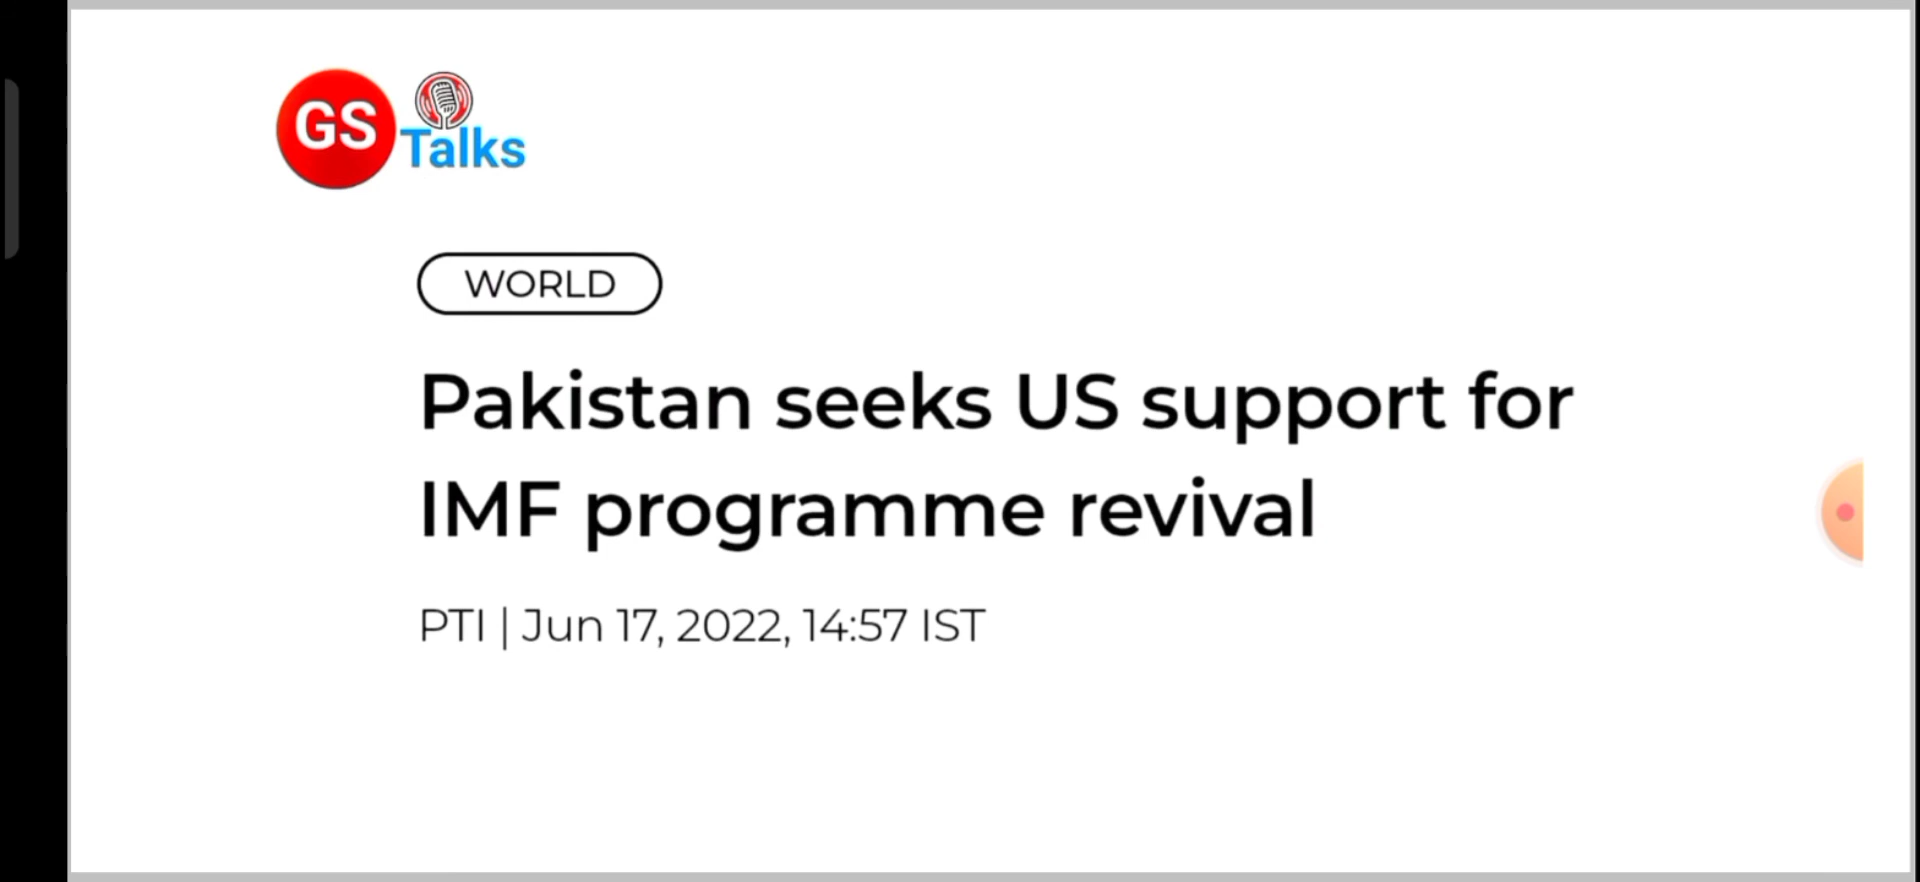 GS
Talks
WORLD
Pakistan seeks US support for
IMF programme revival
PTI | Jun 17, 2022, 14:57 IST